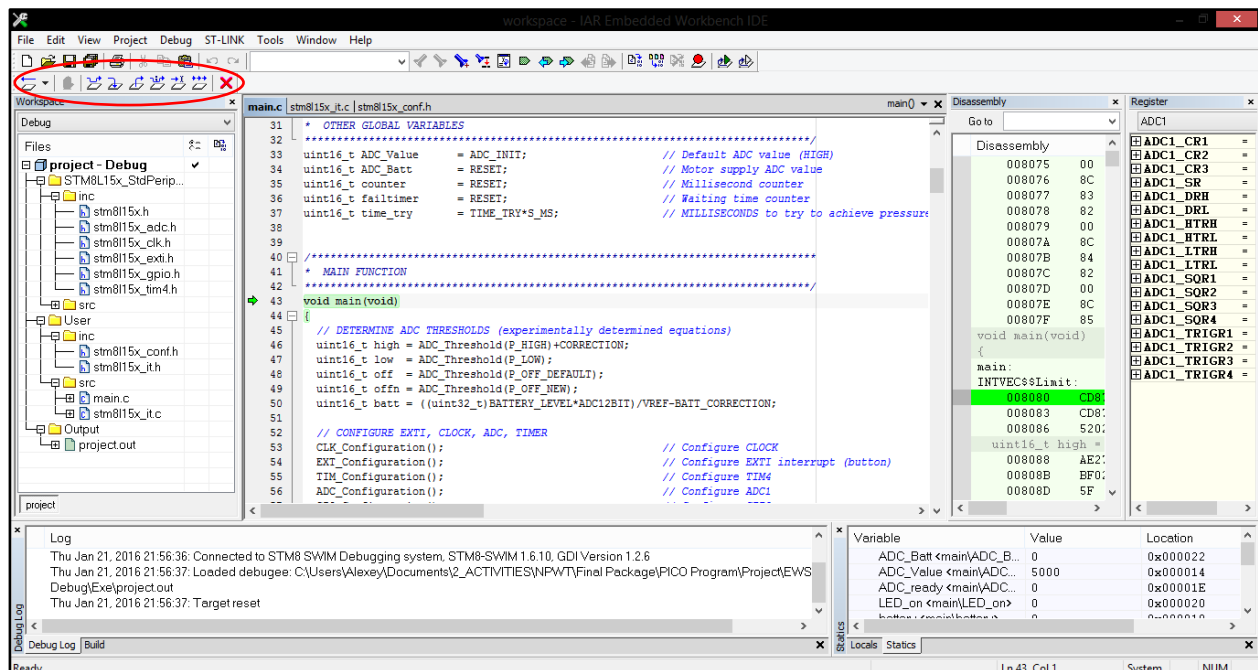 workspace - IAR Embedded Workbench IDE
File Edit View Project Debug ST-LINK Tools Window Help
Workspace
Debug
Files
project - Debug
STM8L15x_StdPerip...
inc
stm8l15x.h
stm8l15x_adc.h
stm8l15x_clk.h
stm8l15x_exti.h
stm8l15x_gpio.h
stm8l15x_tim4.h
src
User
inc
stm8l15x_conf.h
stm8l15x_it.h
src
main.c
stm8l15x_it.c
Output
project.out
project
main.c stm8l15x_it.c stm8l15x_conf.h main()
31 * OTHER GLOBAL VARIABLES
32 *******************************************************************************/
33 uint16_t ADC_Value = ADC_INIT; // Default ADC value (HIGH)
34 uint16_t ADC_Batt = RESET; // Motor supply ADC value
35 uint16_t counter = RESET; // Millisecond counter
36 uint16_t failtimer = RESET; // Waiting time counter
37 uint16_t time_try = TIME_TRY*S_MS; // MILLISECONDS to try to achieve pressure
38
39
40 /*******************************************************************************
41 * MAIN FUNCTION
42 *******************************************************************************/
43 void main(void)
44 {
45 // DETERMINE ADC THRESHOLDS (experimentally determined equations)
46 uint16_t high = ADC_Threshold(P_HIGH)+CORRECTION;
47 uint16_t low = ADC_Threshold(P_LOW);
48 uint16_t off = ADC_Threshold(P_OFF_DEFAULT);
49 uint16_t offn = ADC_Threshold(P_OFF_NEW);
50 uint16_t batt = ((uint32_t)BATTERY_LEVEL*ADC12BIT)/VREF-BATT_CORRECTION;
51
52 // CONFIGURE EXTI, CLOCK, ADC, TIMER
53 CLK_Configuration(); // Configure CLOCK
54 EXT_Configuration(); // Configure EXTI interrupt (button)
55 TIM_Configuration(); // Configure TIM4
56 ADC_Configuration(); // Configure ADC1
Disassembly
Go to
Disassembly
008075 00
008076 8C
008077 83
008078 82
008079 00
00807A 8C
00807B 84
00807C 82
00807D 00
00807E 8C
00807F 85
void main(void)
{
main:
INTVEC$$Limit:
008080 CD8
008083 CD8
008086 520
uint16_t high =
008088 AE2
00808B BF0
00808D 5F
Register
ADC1
ADC1_CR1 =
ADC1_CR2 =
ADC1_CR3 =
ADC1_SR =
ADC1_DRH =
ADC1_DRL =
ADC1_HTRH =
ADC1_HTRL =
ADC1_LTRH =
ADC1_LTRL =
ADC1_SQR1 =
ADC1_SQR2 =
ADC1_SQR3 =
ADC1_SQR4 =
ADC1_TRIGR1 =
ADC1_TRIGR2 =
ADC1_TRIGR3 =
ADC1_TRIGR4 =
Log
Thu Jan 21, 2016 21:56:36: Connected to STM8 SWIM Debugging system, STM8-SWIM 1.6.10, GDI Version 1.2.6
Thu Jan 21, 2016 21:56:37: Loaded debugee: C:\Users\Alexey\Documents\2_ACTIVITIES\NPWT\Final Package\PICO Program\Project\EWS
Debug\Exe\project.out
Thu Jan 21, 2016 21:56:37: Target reset
Debug Log
Debug Log Build
Variable Value Location
ADC_Batt <main\ADC_B... 0 0x000022
ADC_Value <main\ADC... 5000 0x000014
ADC_ready <main\ADC... 0 0x00001E
LED_on <main\LED_on> 0 0x000020
Statics
Locals Statics
Ready
Ln 43, Col 1 System NUM